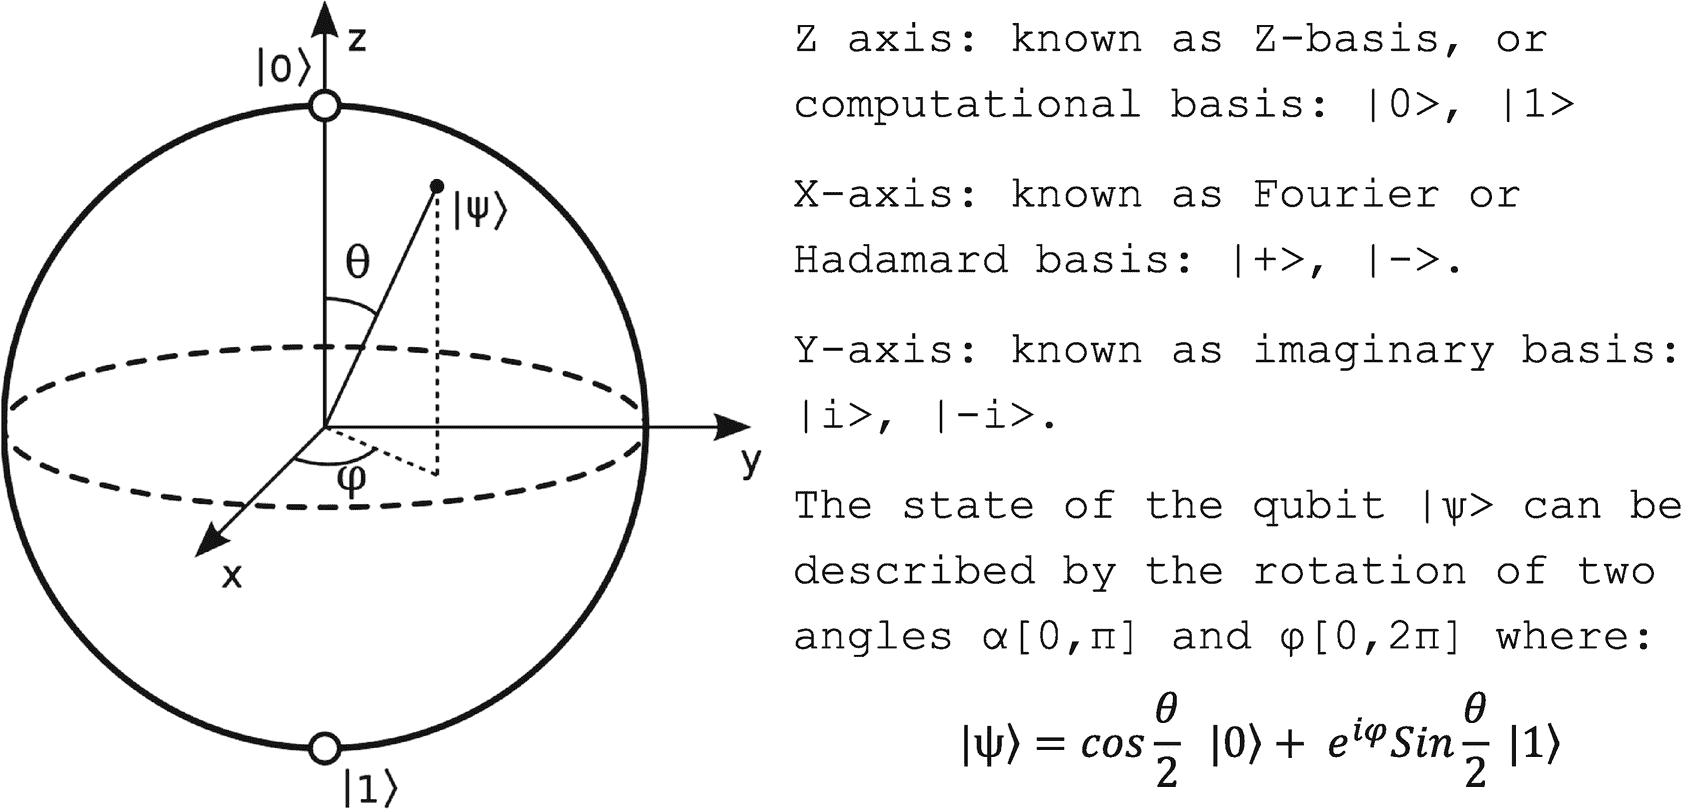 z
|0⟩
|ψ⟩
θ
φ
y
x
|1⟩
Z axis: known as Z-basis, or
computational basis: |0>, |1>
X-axis: known as Fourier or
Hadamard basis: |+>, |->.
Y-axis: known as imaginary basis:
|i>, |-i>.
The state of the qubit |ψ> can be
described by the rotation of two
angles α[0,π] and φ[0,2π] where:
|ψ⟩ = cos θ/2 |0⟩ + e^{iφ} Sin θ/2 |1⟩